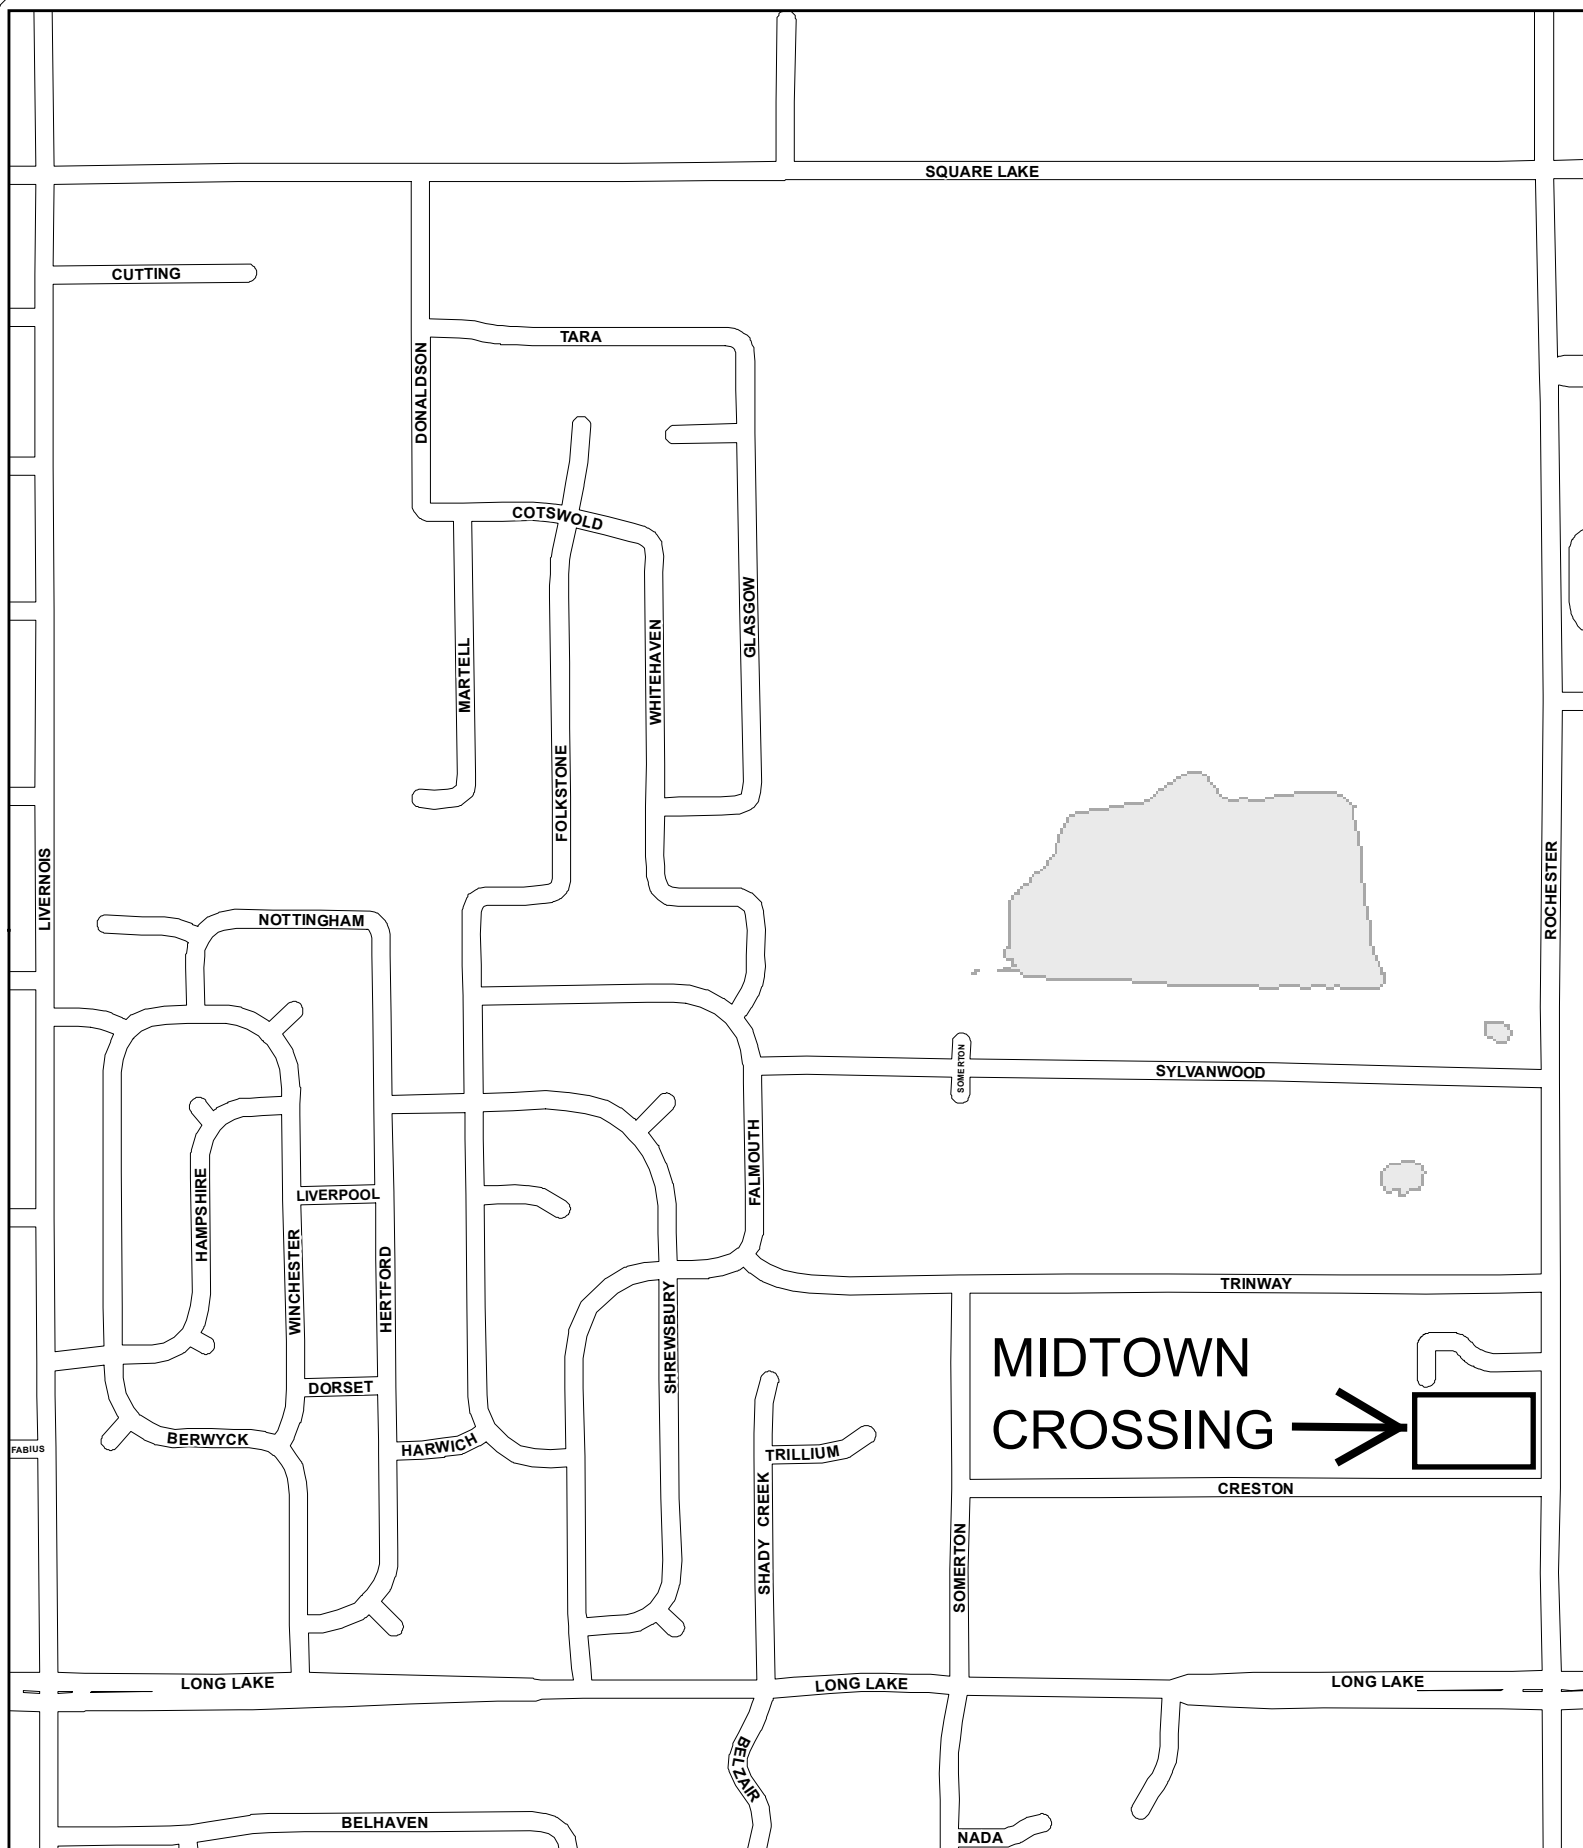 SQUARE LAKE
CUTTING
TARA
DONALDSON
COTSWOLD
GLASGOW
WHITEHAVEN
MARTELL
FOLKSTONE
LIVERNOIS
ROCHESTER
NOTTINGHAM
SOMERTON
SYLVANWOOD
FALMOUTH
HAMPSHIRE
LIVERPOOL
WINCHESTER
HERTFORD
TRINWAY
SHREWSBURY
MIDTOWN
CROSSING
DORSET
BERWYCK
HARWICH
FABIUS
TRILLIUM
SHADY CREEK
CRESTON
SOMERTON
LONG LAKE
LONG LAKE
LONG LAKE
BELZAIR
BELHAVEN
NADA